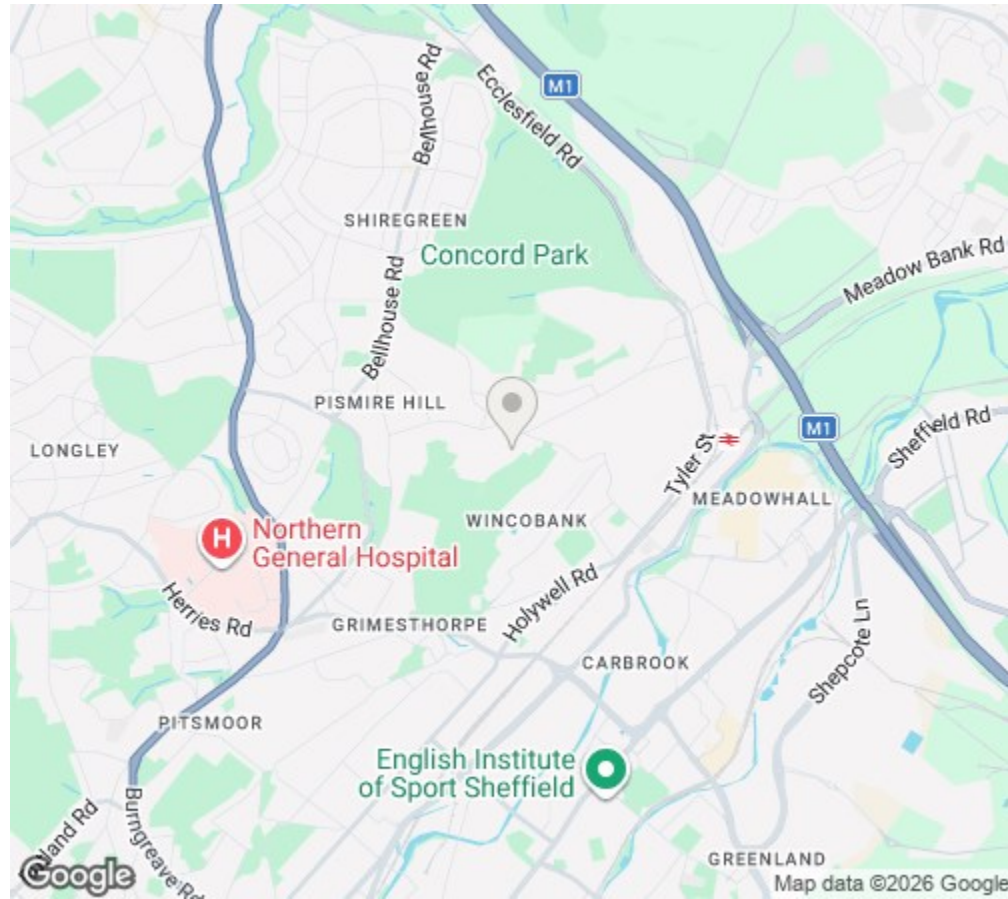 Bellhouse Rd
M1
Ecclesfield Rd
SHIREGREEN
Concord Park
Meadow Bank Rd
Bellhouse Rd
PISMIRE HILL
LONGLEY
M1
Sheffield Rd
Tyler St
MEADOWHALL
H
Northern
General Hospital
WINCOBANK
Herries Rd
GRIMESTHORPE
Holywell Rd
CARBROOK
Shepcote Ln
PITSMOOR
English Institute
of Sport Sheffield
Burngreave Rd
Rd
GREENLAND
Google
Map data ©2026 Google